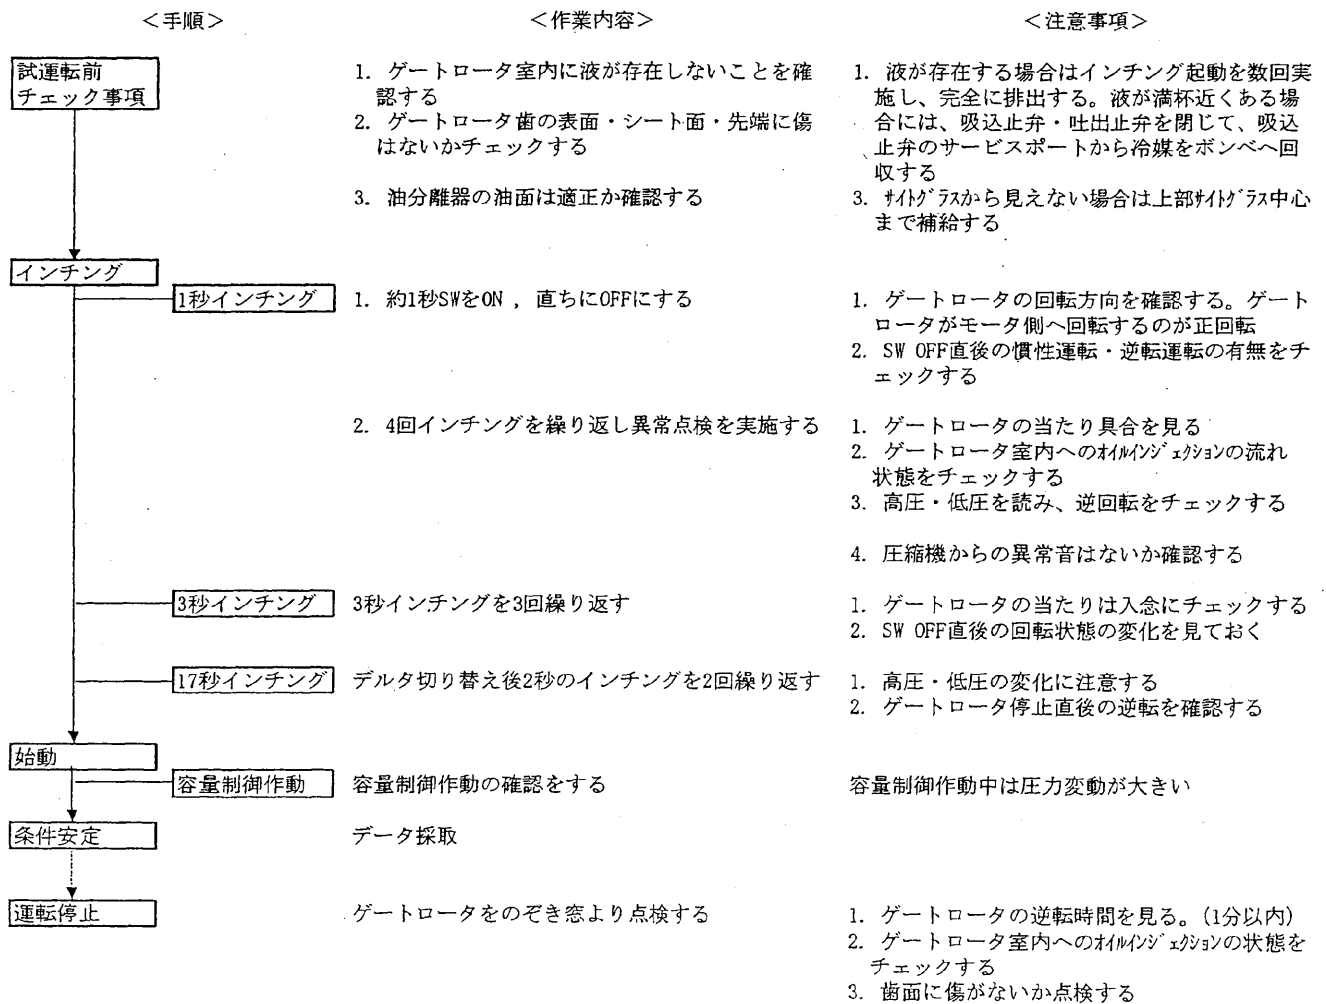 ＜手順＞
＜作業内容＞
＜注意事項＞
試運転前
チェック事項
1. ゲートロータ室内に液が存在しないことを確
認する
2. ゲートロータ歯の表面・シート面・先端に傷
はないかチェックする
3. 油分離器の油面は適正か確認する
1. 液が存在する場合はインチング起動を数回実
施し、完全に排出する。液が満杯近くある場
合には、吸込止弁・吐出止弁を閉じて、吸込
止弁のサービスポートから冷媒をボンベへ回
収する
3. ｻｲﾄｸﾞﾗｽから見えない場合は上部ｻｲﾄｸﾞﾗｽ中心
まで補給する
インチング
1秒インチング
1. 約1秒SWをON , 直ちにOFFにする
1. ゲートロータの回転方向を確認する。ゲート
ロータがモータ側へ回転するのが正回転
2. SW OFF直後の慣性運転・逆転運転の有無をチ
ェックする
2. 4回インチングを繰り返し異常点検を実施する
1. ゲートロータの当たり具合を見る
2. ゲートロータ室内へのｵｲﾙｲﾝｼﾞｪｸｼｮﾝの流れ
状態をチェックする
3. 高圧・低圧を読み、逆回転をチェックする
4. 圧縮機からの異常音はないか確認する
3秒インチング
3秒インチングを3回繰り返す
1. ゲートロータの当たりは入念にチェックする
2. SW OFF直後の回転状態の変化を見ておく
17秒インチング
デルタ切り替え後2秒のインチングを2回繰り返す
1. 高圧・低圧の変化に注意する
2. ゲートロータ停止直後の逆転を確認する
始動
容量制御作動
容量制御作動の確認をする
容量制御作動中は圧力変動が大きい
条件安定
データ採取
運転停止
ゲートロータをのぞき窓より点検する
1. ゲートロータの逆転時間を見る。(1分以内)
2. ゲートロータ室内へのｵｲﾙｲﾝｼﾞｪｸｼｮﾝの状態を
チェックする
3. 歯面に傷がないか点検する